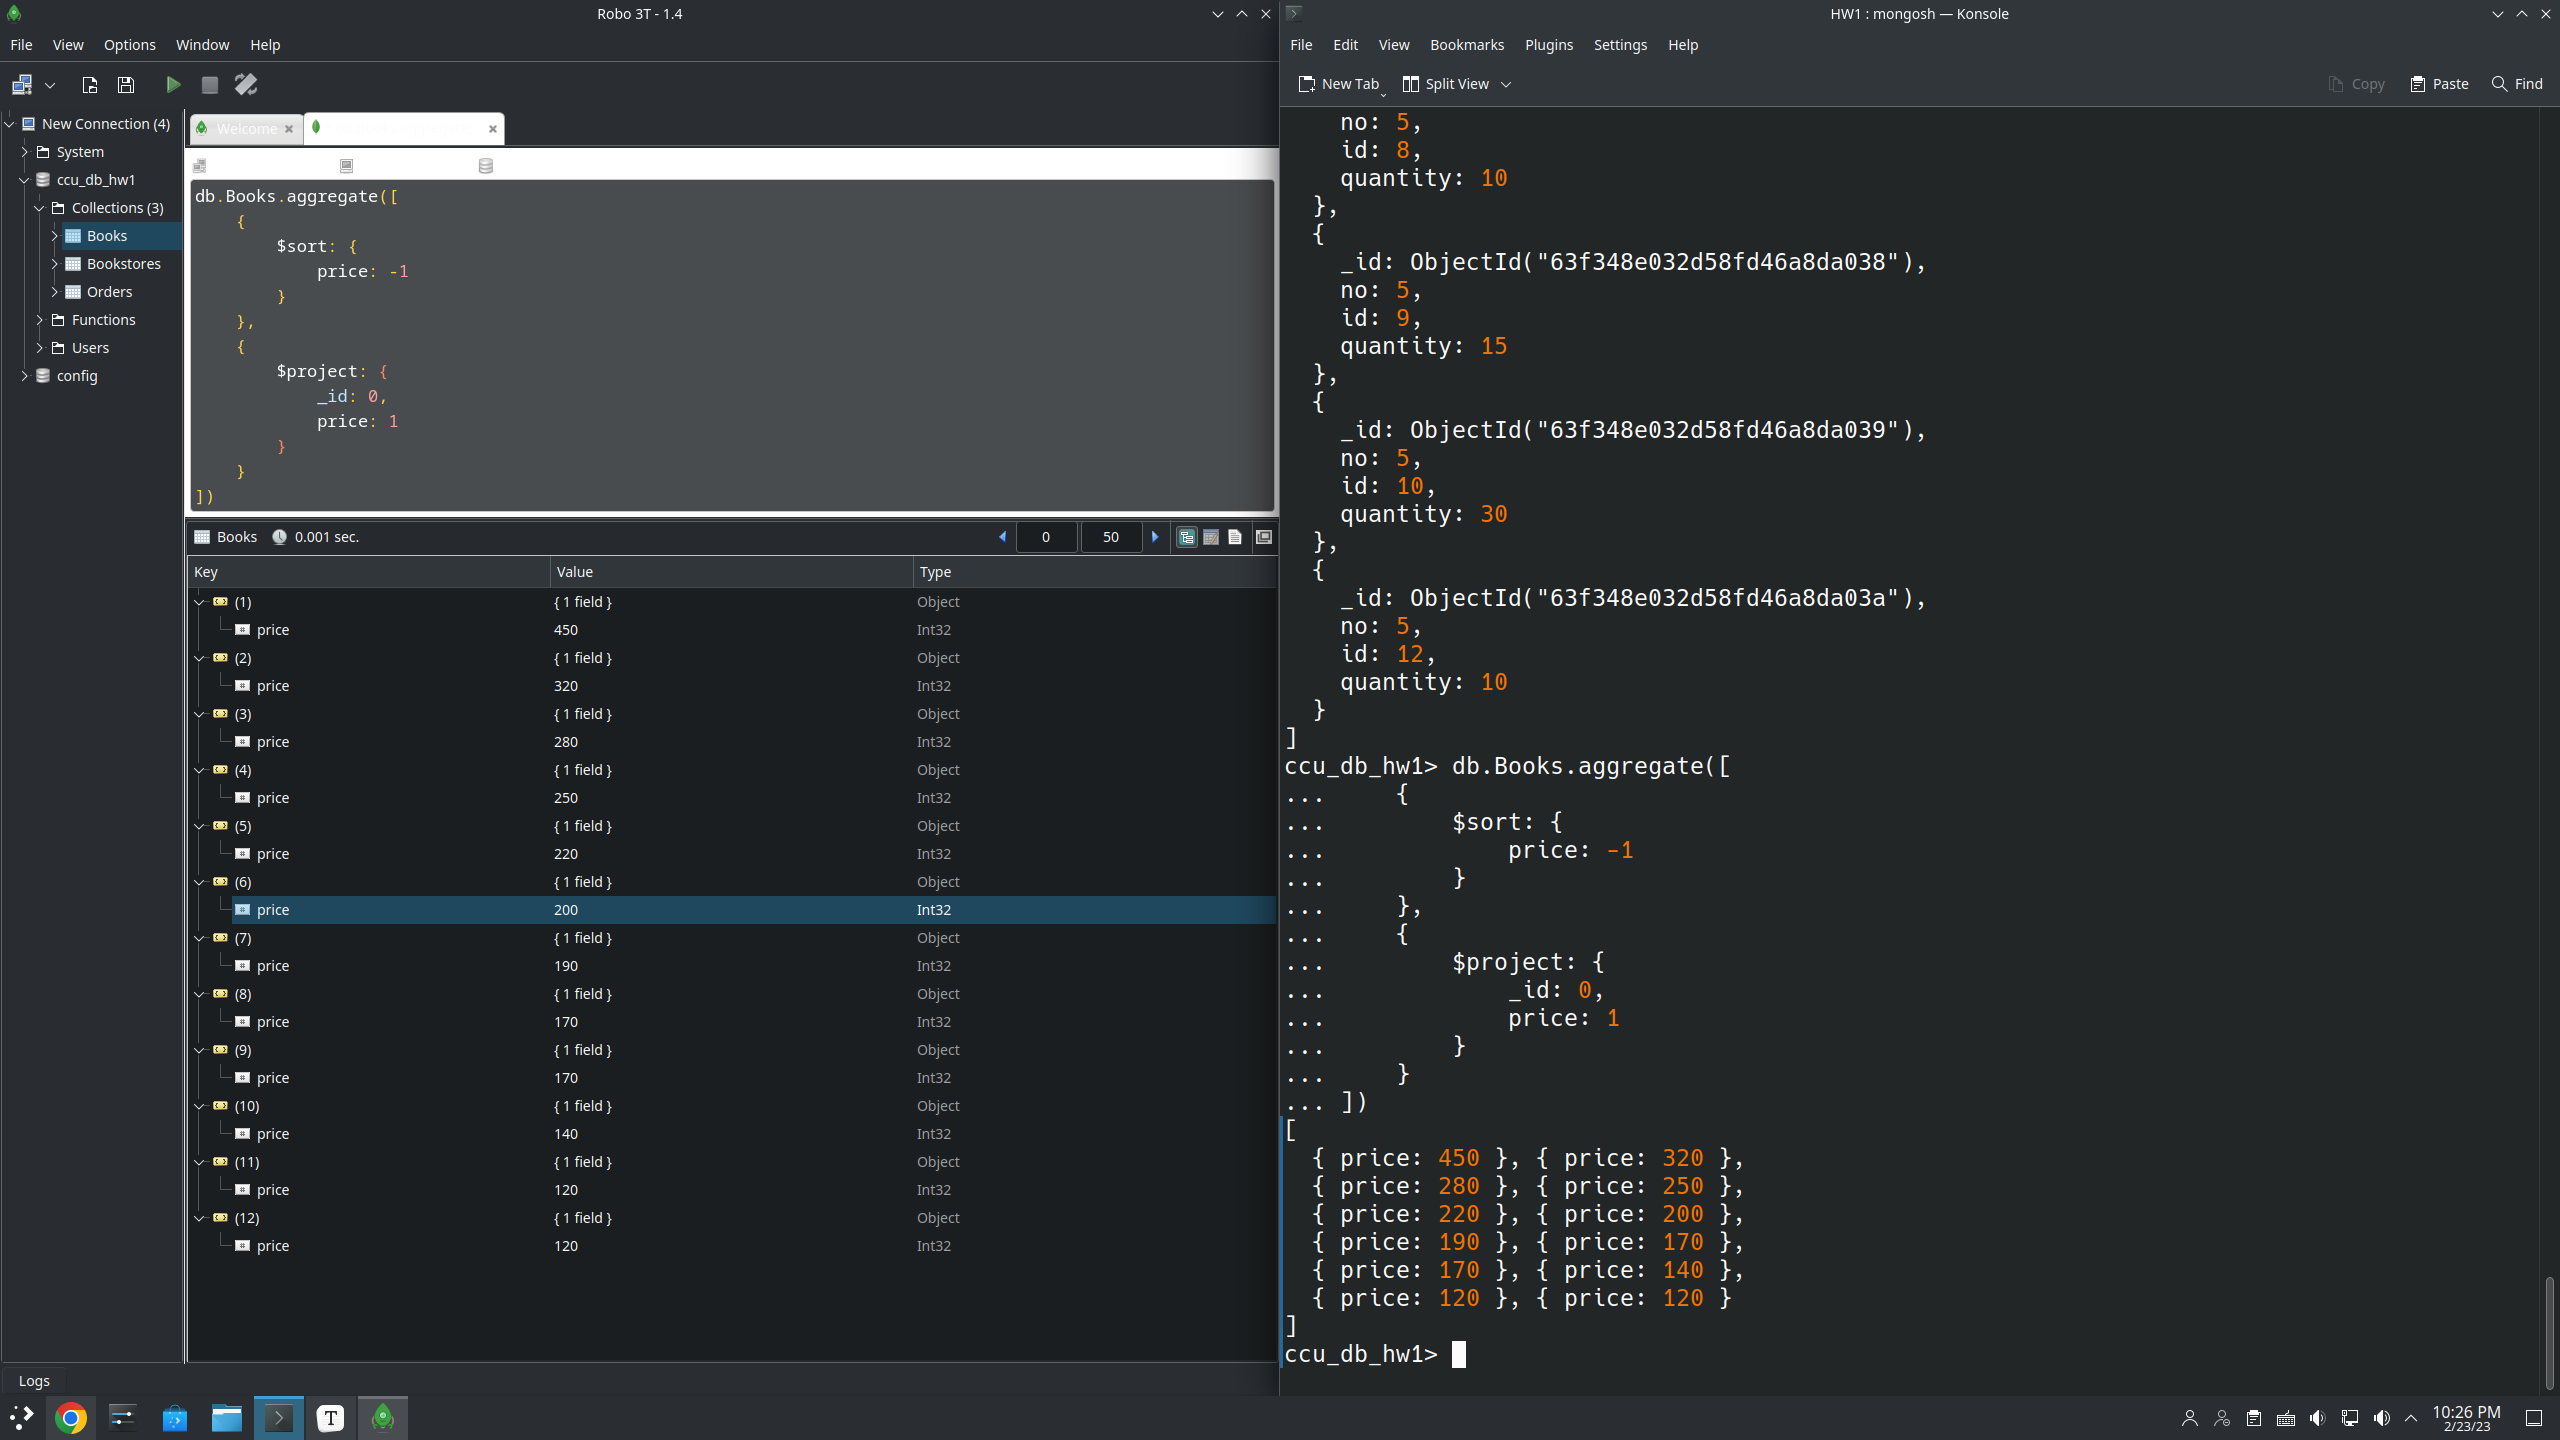 Robo 3T - 1.4
File View Options Window Help
New Connection (4)
System
ccu_db_hw1
Collections (3)
Books
Bookstores
Orders
Functions
Users
config
Welcome
db.Books.aggregate([
    {
        $sort: {
            price: -1
        }
    },
    {
        $project: {
            _id: 0,
            price: 1
        }
    }
])
Books 0.001 sec. 0 50
Key Value Type
(1) { 1 field } Object
price 450 Int32
(2) { 1 field } Object
price 320 Int32
(3) { 1 field } Object
price 280 Int32
(4) { 1 field } Object
price 250 Int32
(5) { 1 field } Object
price 220 Int32
(6) { 1 field } Object
price 200 Int32
(7) { 1 field } Object
price 190 Int32
(8) { 1 field } Object
price 170 Int32
(9) { 1 field } Object
price 170 Int32
(10) { 1 field } Object
price 140 Int32
(11) { 1 field } Object
price 120 Int32
(12) { 1 field } Object
price 120 Int32
Logs
HW1 : mongosh — Konsole
File Edit View Bookmarks Plugins Settings Help
New Tab Split View Copy Paste Find
    no: 5,
    id: 8,
    quantity: 10
  },
  {
    _id: ObjectId("63f348e032d58fd46a8da038"),
    no: 5,
    id: 9,
    quantity: 15
  },
  {
    _id: ObjectId("63f348e032d58fd46a8da039"),
    no: 5,
    id: 10,
    quantity: 30
  },
  {
    _id: ObjectId("63f348e032d58fd46a8da03a"),
    no: 5,
    id: 12,
    quantity: 10
  }
]
ccu_db_hw1> db.Books.aggregate([
...     {
...         $sort: {
...             price: -1
...         }
...     },
...     {
...         $project: {
...             _id: 0,
...             price: 1
...         }
...     }
... ])
[
  { price: 450 }, { price: 320 },
  { price: 280 }, { price: 250 },
  { price: 220 }, { price: 200 },
  { price: 190 }, { price: 170 },
  { price: 170 }, { price: 140 },
  { price: 120 }, { price: 120 }
]
ccu_db_hw1>
T
10:26 PM
2/23/23